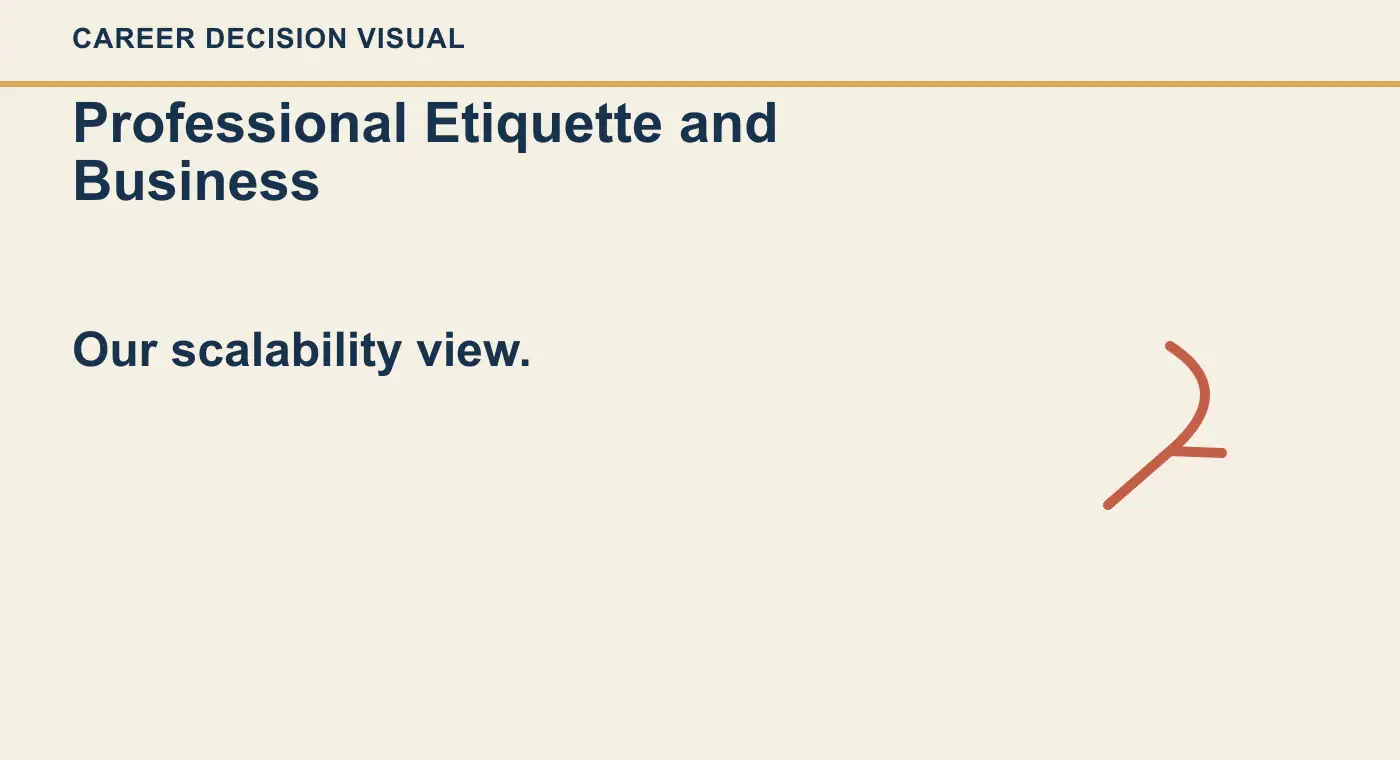 CAREER DECISION VISUAL
Professional Etiquette and
Business
Our scalability view.